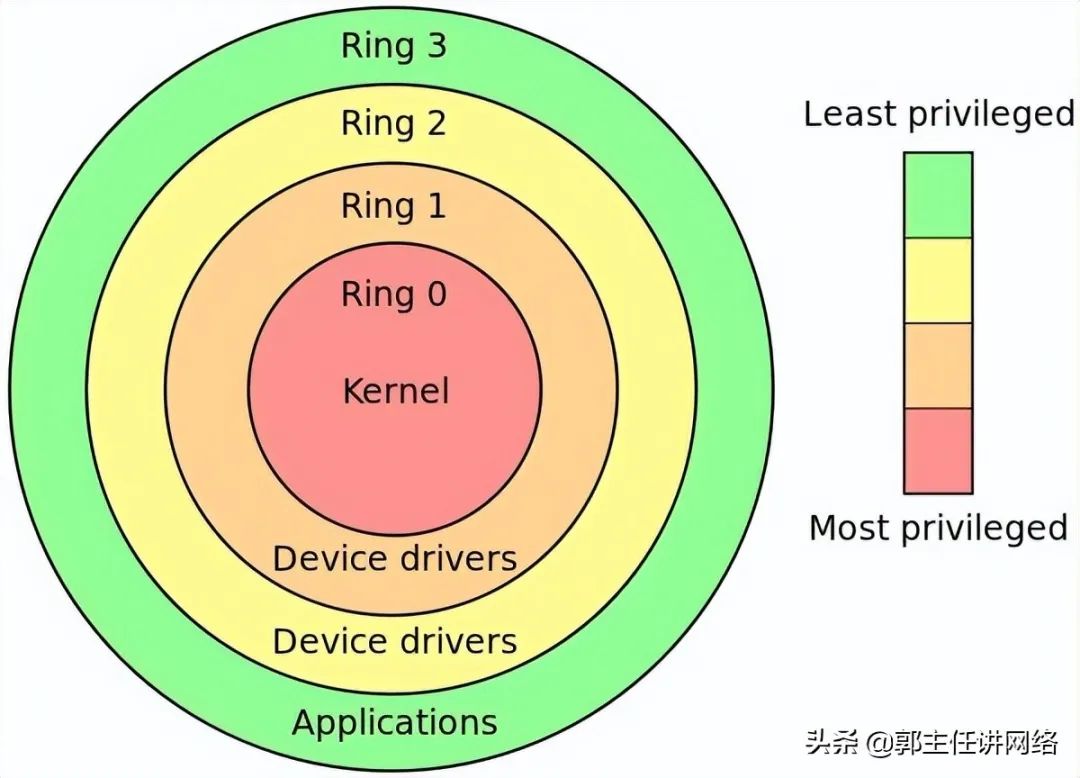 Ring 3
Ring 2
Ring 1
Ring 0
Kernel
Device drivers
Device drivers
Applications
Least privileged
Most privileged
头条 @郭主任讲网络